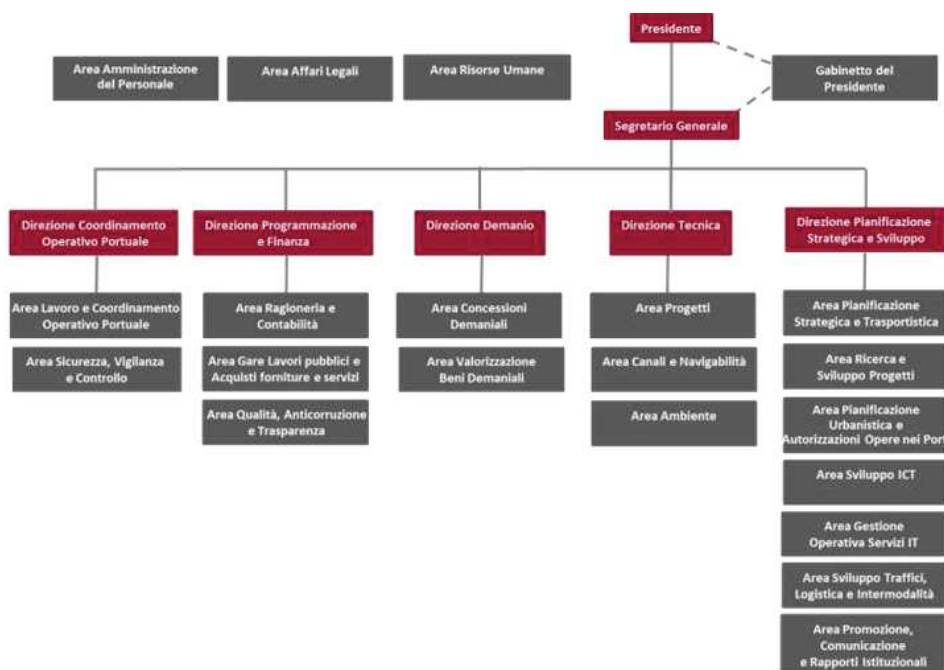 Presidente
Area Amministrazione
del Personale
Area Affari Legali
Area Risorse Umane
Gabinetto del
Presidente
Segretario Generale
Direzione Coordinamento
Operativo Portuale
Direzione Programmazione
e Finanza
Direzione Demanio
Direzione Tecnica
Direzione Pianificazione
Strategica e Sviluppo
Area Lavoro e Coordinamento
Operativo Portuale
Area Sicurezza, Vigilanza
e Controllo
Area Ragioneria e
Contabilità
Area Gare Lavori pubblici e
Acquisti forniture e servizi
Area Qualità, Anticorruzione
e Trasparenza
Area Concessioni
Demaniali
Area Valorizzazione
Beni Demaniali
Area Progetti
Area Canali e Navigabilità
Area Ambiente
Area Pianificazione
Strategica e Trasportistica
Area Ricerca e
Sviluppo Progetti
Area Pianificazione
Urbanistica e
Autorizzazioni Opere nei Port
Area Sviluppo ICT
Area Gestione
Operativa Servizi IT
Area Sviluppo Traffici,
Logistica e Intermodalità
Area Promozione,
Comunicazione
e Rapporti Istituzionali